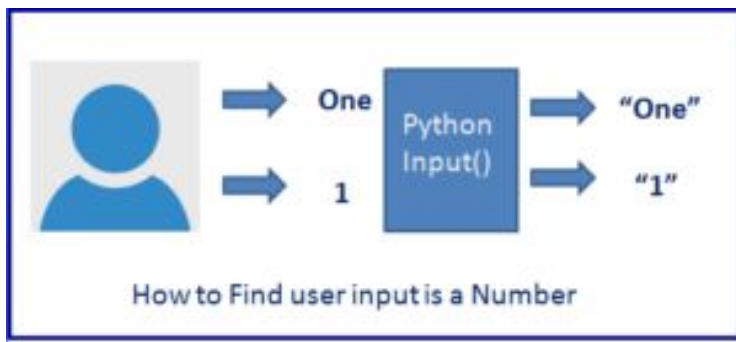 One
Python
Input()
“One”
1
“1”
How to Find user input is a Number